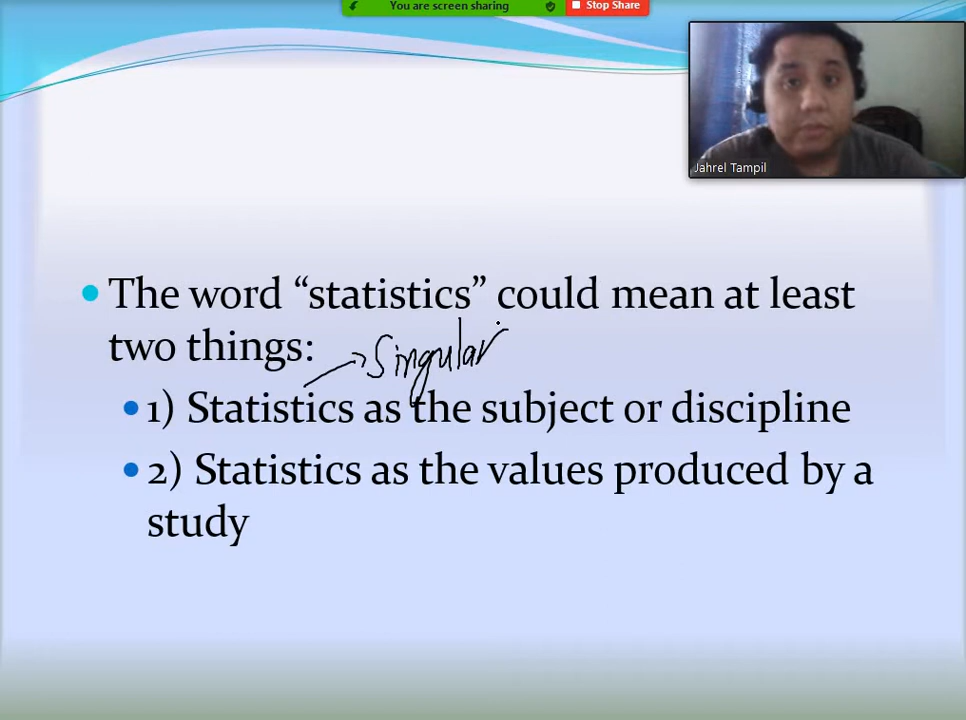 You are screen sharing
Stop Share
Jahrel Tampil
• The word “statistics” could mean at least
two things:
Singular
• 1) Statistics as the subject or discipline
• 2) Statistics as the values produced by a
study